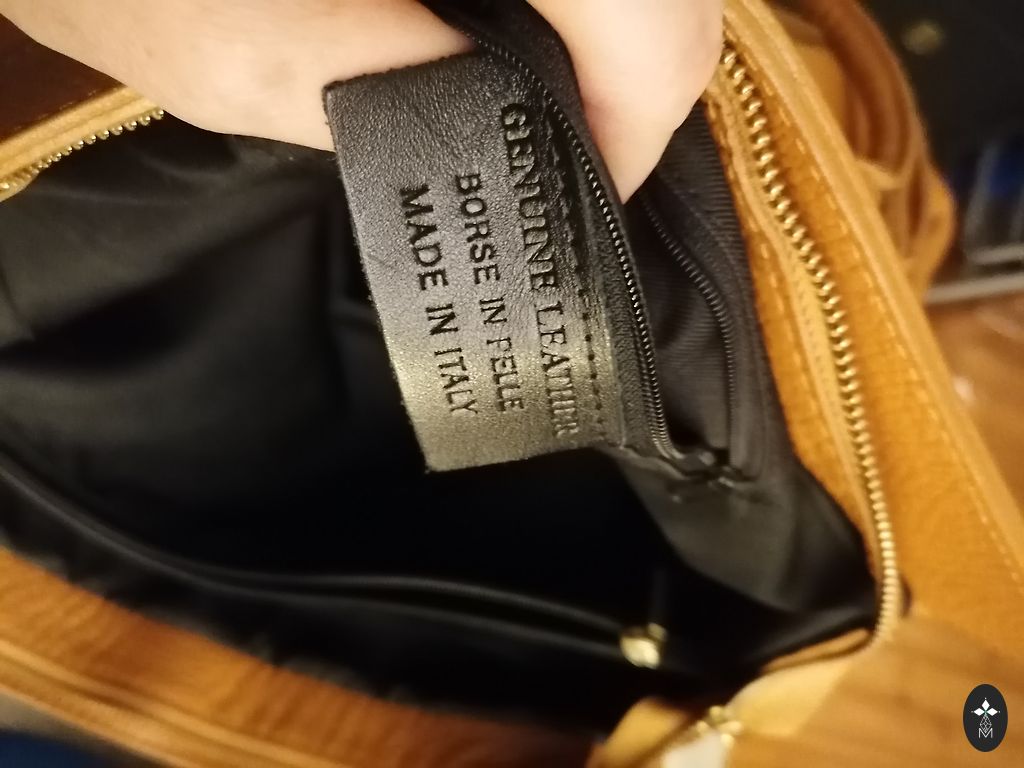 GENUINE LEATHER
BORSE IN PELLE
MADE IN ITALY
M